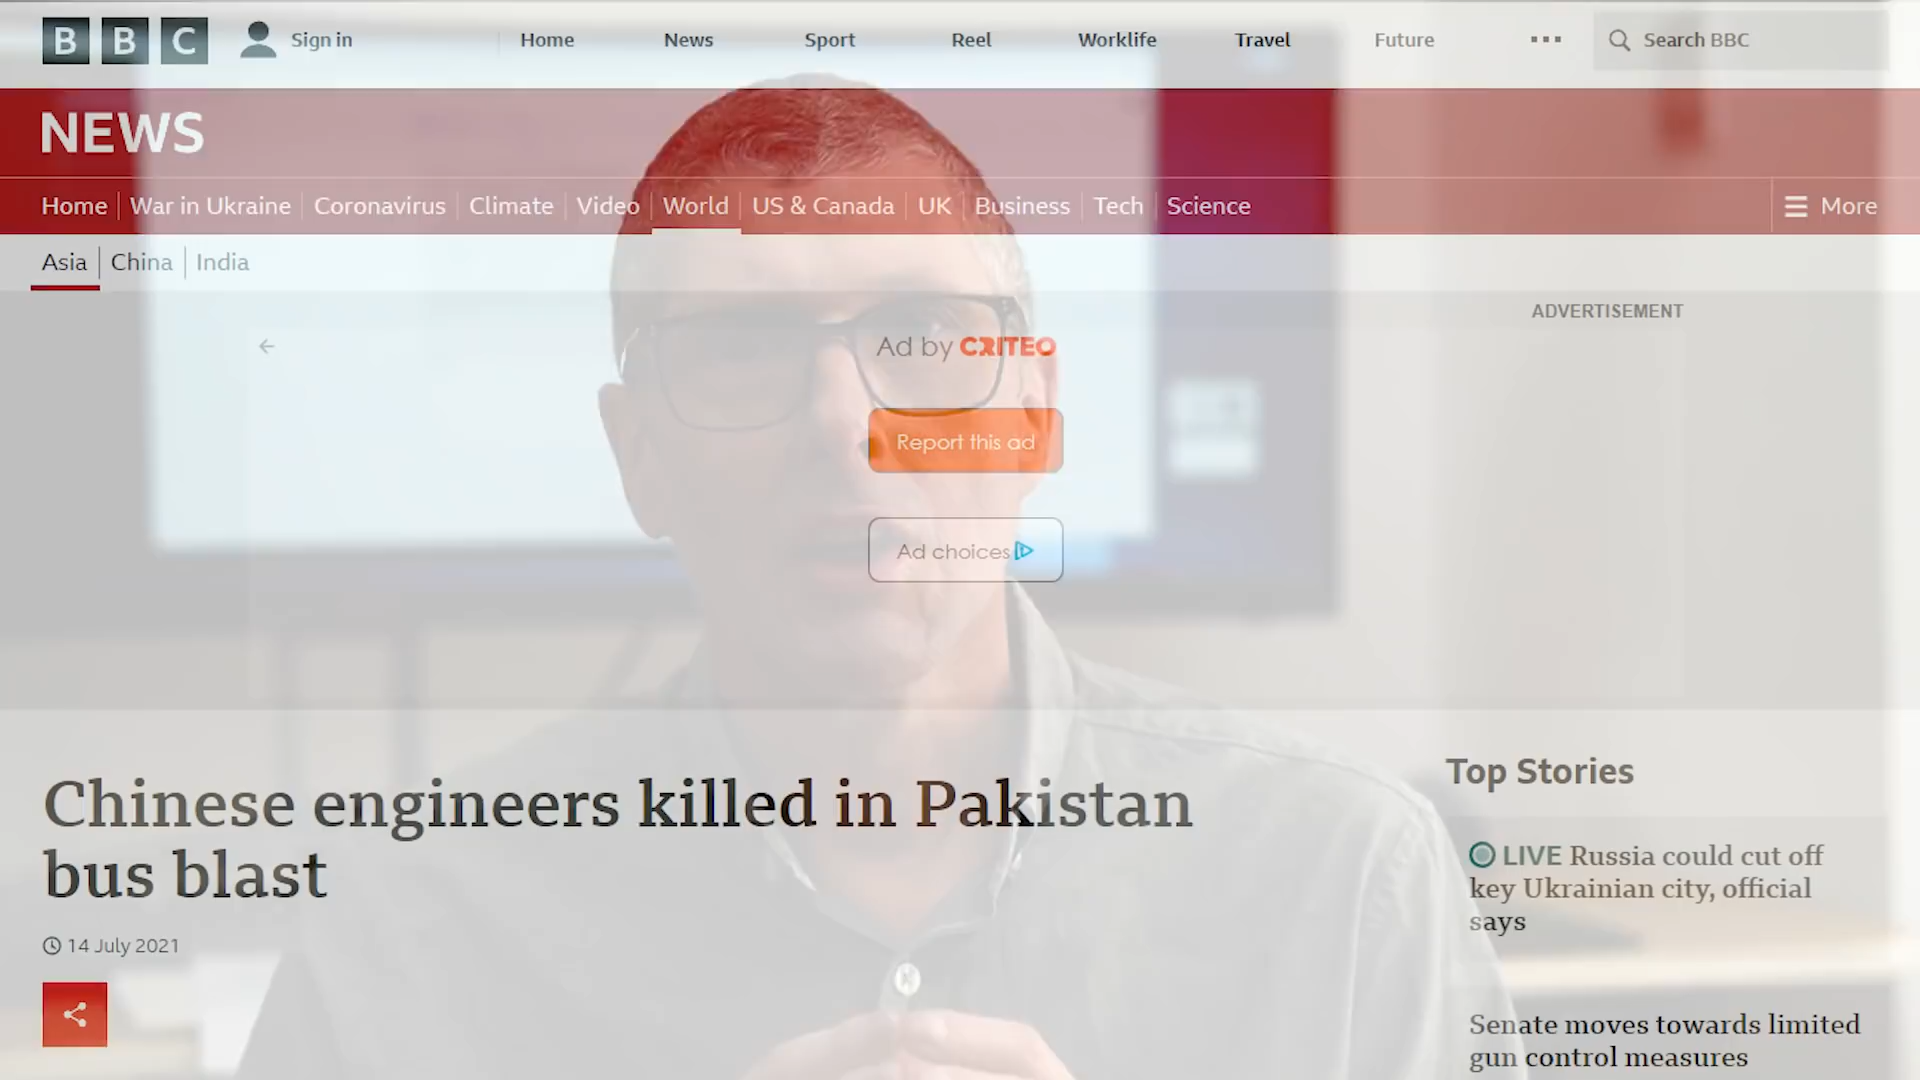 BBC
Sign in
Home
News
Sport
Reel
Worklife
Travel
Future
Search BBC
NEWS
Home
War in Ukraine
Coronavirus
Climate
Video
World
US & Canada
UK
Business
Tech
Science
More
Asia
China
India
ADVERTISEMENT
Ad by CRITEO
Report this ad
Ad choices
Chinese engineers killed in Pakistan
bus blast
14 July 2021
Top Stories
LIVE Russia could cut off
key Ukrainian city, official
says
Senate moves towards limited
gun control measures